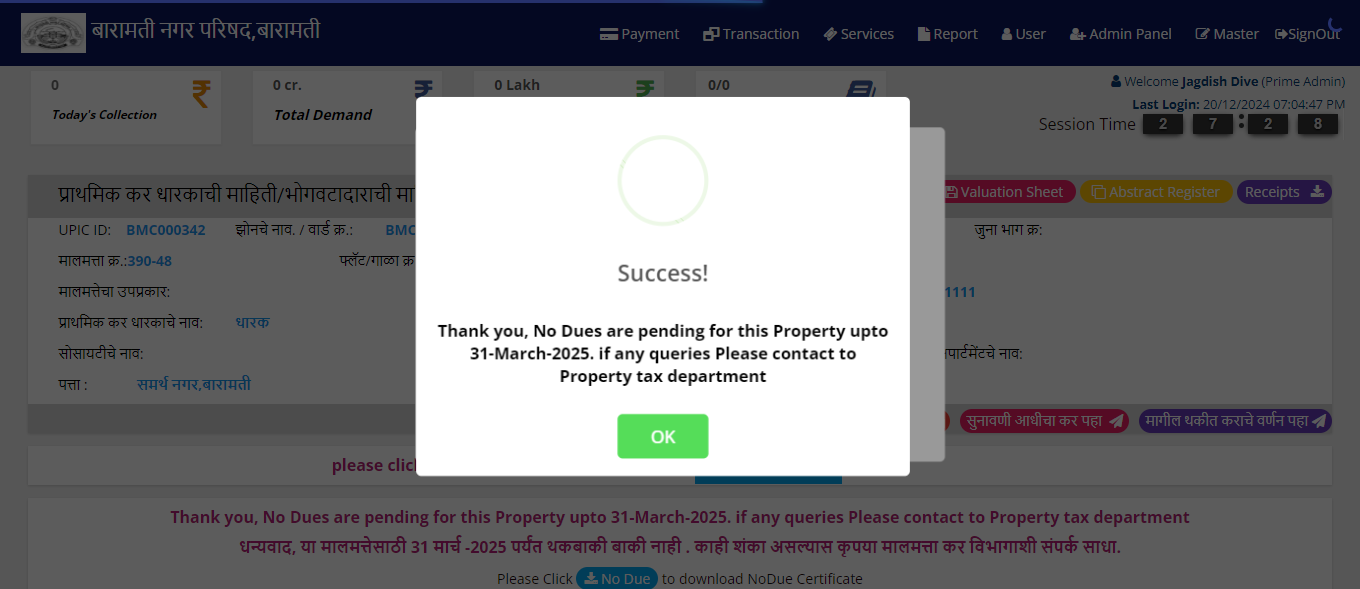 बारामती नगर परिषद,बारामती
Payment Transaction Services Report User Admin Panel Master SignOut
0 0 cr. 0 Lakh 0/0
Today's Collection Total Demand
Welcome Jagdish Dive (Prime Admin)
Last Login: 20/12/2024 07:04:47 PM
Session Time 2 7 : 2 8
प्राथमिक कर धारकाची माहिती/भोगवटादाराची मा
Valuation Sheet Abstract Register Receipts
UPIC ID: BMC000342 झोनचे नाव. / वार्ड क्र.: BMC जुना भाग क्र:
मालमत्ता क्र.:390-48 फ्लॅट/गाळा क्र
मालमत्तेचा उपप्रकार: 1111
प्राथमिक कर धारकाचे नाव: धारक
सोसायटीचे नाव: पार्टमेंटचे नाव:
पत्ता : समर्थ नगर,बारामती
सुनावणी आधीचा कर पहा मागील थकीत कराचे वर्णन पहा
please clic
Success!
Thank you, No Dues are pending for this Property upto
31-March-2025. if any queries Please contact to
Property tax department
OK
Thank you, No Dues are pending for this Property upto 31-March-2025. if any queries Please contact to Property tax department
धन्यवाद, या मालमत्तेसाठी 31 मार्च -2025 पर्यंत थकबाकी बाकी नाही . काही शंका असल्यास कृपया मालमत्ता कर विभागाशी संपर्क साधा.
Please Click No Due to download NoDue Certificate